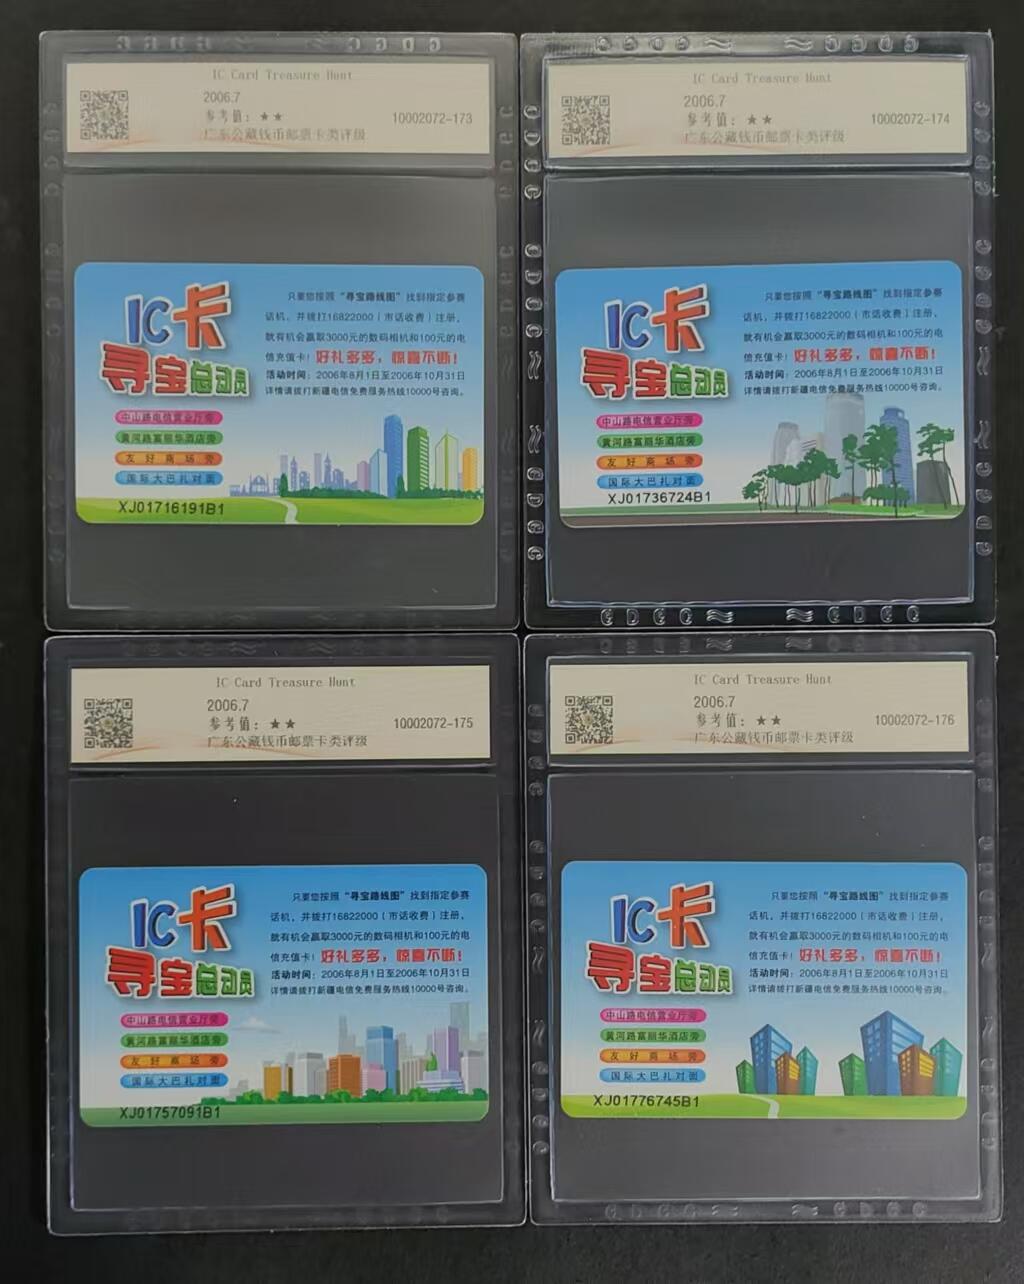 IC Card Treasure Hunt
2006.7
参考值：★★
10002072-173
广东公藏钱币邮票卡类评级
IC卡
寻宝总动员
只要您按照“寻宝路线图”找到指定参赛
话机，并拨打16822000（市话收费）注册，
就有机会赢取3000元的数码相机和100元的电
信充值卡！好礼多多，惊喜不断！
活动时间：2006年8月1日至2006年10月31日
详情请拨打新疆电信免费服务热线10000号咨询。
中山路电信营业厅旁
黄河路富丽华酒店旁
友好商场旁
国际大巴扎对面
XJ01716191B1
IC Card Treasure Hunt
2006.7
参考值：★★
10002072-174
广东公藏钱币邮票卡类评级
IC卡
寻宝总动员
只要您按照“寻宝路线图”找到指定参赛
话机，并拨打16822000（市话收费）注册，
就有机会赢取3000元的数码相机和100元的电
信充值卡！好礼多多，惊喜不断！
活动时间：2006年8月1日至2006年10月31日
详情请拨打新疆电信免费服务热线10000号咨询。
中山路电信营业厅旁
黄河路富丽华酒店旁
友好商场旁
国际大巴扎对面
XJ01736724B1
IC Card Treasure Hunt
2006.7
参考值：★★
10002072-175
广东公藏钱币邮票卡类评级
IC卡
寻宝总动员
只要您按照“寻宝路线图”找到指定参赛
话机，并拨打16822000（市话收费）注册，
就有机会赢取3000元的数码相机和100元的电
信充值卡！好礼多多，惊喜不断！
活动时间：2006年8月1日至2006年10月31日
详情请拨打新疆电信免费服务热线10000号咨询。
中山路电信营业厅旁
黄河路富丽华酒店旁
友好商场旁
国际大巴扎对面
XJ01757091B1
IC Card Treasure Hunt
2006.7
参考值：★★
10002072-176
广东公藏钱币邮票卡类评级
IC卡
寻宝总动员
只要您按照“寻宝路线图”找到指定参赛
话机，并拨打16822000（市话收费）注册，
就有机会赢取3000元的数码相机和100元的电
信充值卡！好礼多多，惊喜不断！
活动时间：2006年8月1日至2006年10月31日
详情请拨打新疆电信免费服务热线10000号咨询。
中山路电信营业厅旁
黄河路富丽华酒店旁
友好商场旁
国际大巴扎对面
XJ01776745B1